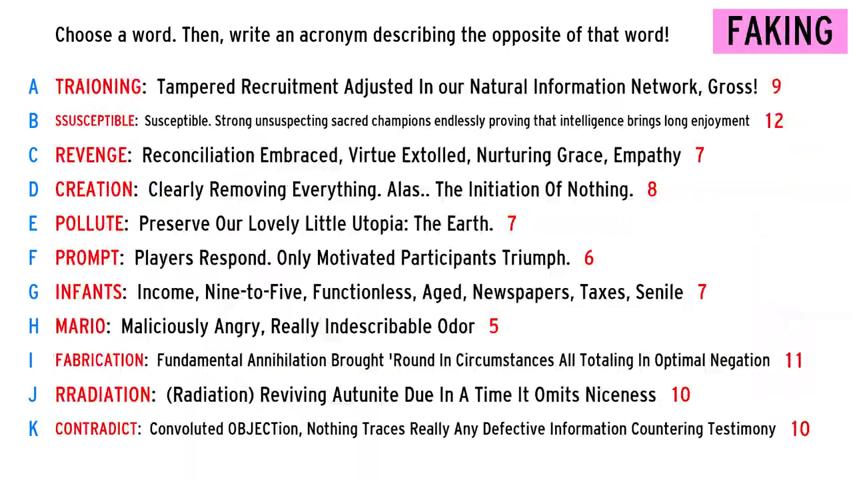 Choose a word. Then, write an acronym describing the opposite of that word!
FAKING
A TRAIONING: Tampered Recruitment Adjusted In our Natural Information Network, Gross! 9
B SSUSCEPTIBLE: Susceptible. Strong unsuspecting sacred champions endlessly proving that intelligence brings long enjoyment 12
C REVENGE: Reconciliation Embraced, Virtue Extolled, Nurturing Grace, Empathy 7
D CREATION: Clearly Removing Everything. Alas.. The Initiation Of Nothing. 8
E POLLUTE: Preserve Our Lovely Little Utopia: The Earth. 7
F PROMPT: Players Respond. Only Motivated Participants Triumph. 6
G INFANTS: Income, Nine-to-Five, Functionless, Aged, Newspapers, Taxes, Senile 7
H MARIO: Maliciously Angry, Really Indescribable Odor 5
I FABRICATION: Fundamental Annihilation Brought 'Round In Circumstances All Totaling In Optimal Negation 11
J RRADIATION: (Radiation) Reviving Autunite Due In A Time It Omits Niceness 10
K CONTRADICT: Convoluted OBJECTion, Nothing Traces Really Any Defective Information Countering Testimony 10